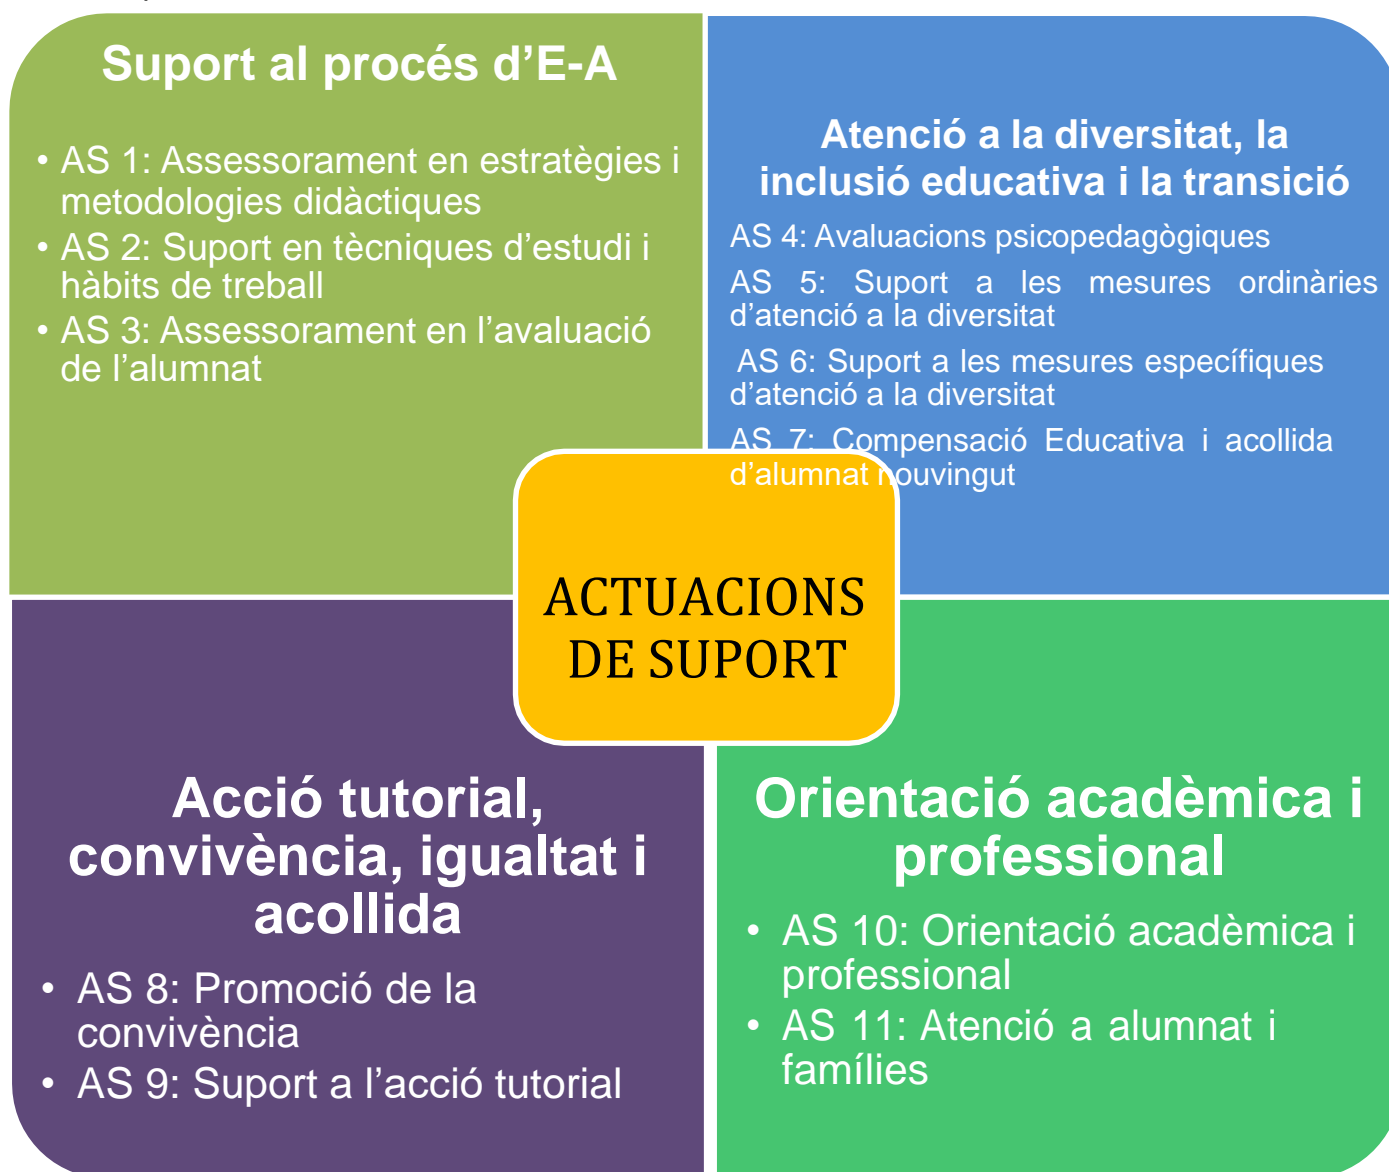 Suport al procés d’E-A
• AS 1: Assessorament en estratègies i
metodologies didàctiques
• AS 2: Suport en tècniques d’estudi i
hàbits de treball
• AS 3: Assessorament en l’avaluació
de l’alumnat
Atenció a la diversitat, la
inclusió educativa i la transició
AS 4: Avaluacions psicopedagògiques
AS 5: Suport a les mesures ordinàries
d’atenció a la diversitat
AS 6: Suport a les mesures específiques
d’atenció a la diversitat
AS 7: Compensació Educativa i acollida
d’alumnat nouvingut
ACTUACIONS
DE SUPORT
Acció tutorial,
convivència, igualtat i
acollida
• AS 8: Promoció de la
convivència
• AS 9: Suport a l’acció tutorial
Orientació acadèmica i
professional
• AS 10: Orientació acadèmica i
professional
• AS 11: Atenció a alumnat i
famílies